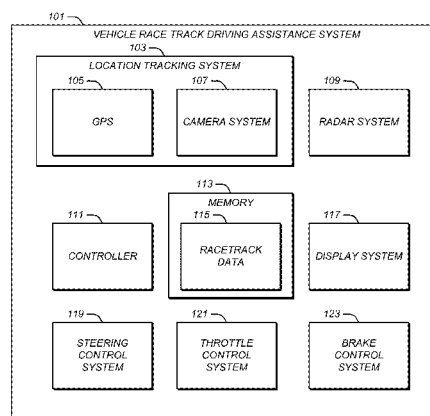 101
VEHICLE RACE TRACK DRIVING ASSISTANCE SYSTEM
103
LOCATION TRACKING SYSTEM
105
GPS
107
CAMERA SYSTEM
109
RADAR SYSTEM
111
CONTROLLER
113
MEMORY
115
RACETRACK
DATA
117
DISPLAY SYSTEM
119
STEERING
CONTROL
SYSTEM
121
THROTTLE
CONTROL
SYSTEM
123
BRAKE
CONTROL
SYSTEM